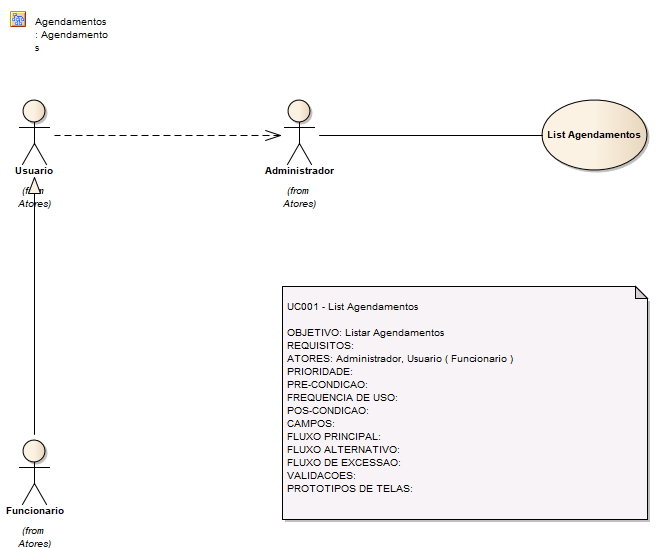 Agendamentos
: Agendamento
s
Usuario
(from
Atores)
Administrador
(from
Atores)
List Agendamentos
UC001 - List Agendamentos
OBJETIVO: Listar Agendamentos
REQUISITOS:
ATORES: Administrador, Usuario ( Funcionario )
PRIORIDADE:
PRE-CONDICAO:
FREQUENCIA DE USO:
POS-CONDICAO:
CAMPOS:
FLUXO PRINCIPAL:
FLUXO ALTERNATIVO:
FLUXO DE EXCESSAO:
VALIDACOES:
PROTOTIPOS DE TELAS:
Funcionario
(from
Atores)